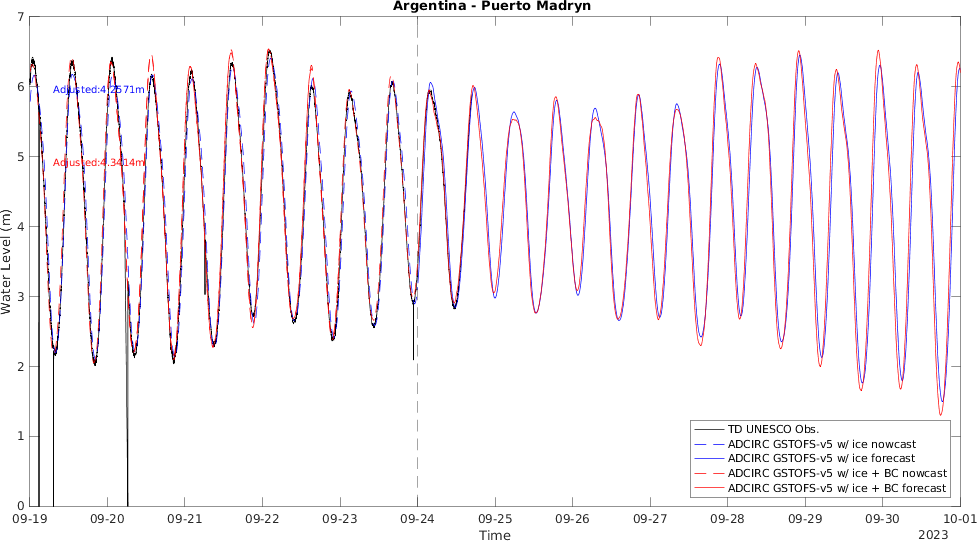 Argentina - Puerto Madryn
7
6
5
4
3
2
1
0
Water Level (m)
Adjusted:4.2571m
Adjusted:4.3414m
TD UNESCO Obs.
ADCIRC GSTOFS-v5 w/ ice nowcast
ADCIRC GSTOFS-v5 w/ ice forecast
ADCIRC GSTOFS-v5 w/ ice + BC nowcast
ADCIRC GSTOFS-v5 w/ ice + BC forecast
09-19 09-20 09-21 09-22 09-23 09-24 09-25 09-26 09-27 09-28 09-29 09-30 10-01
Time
2023